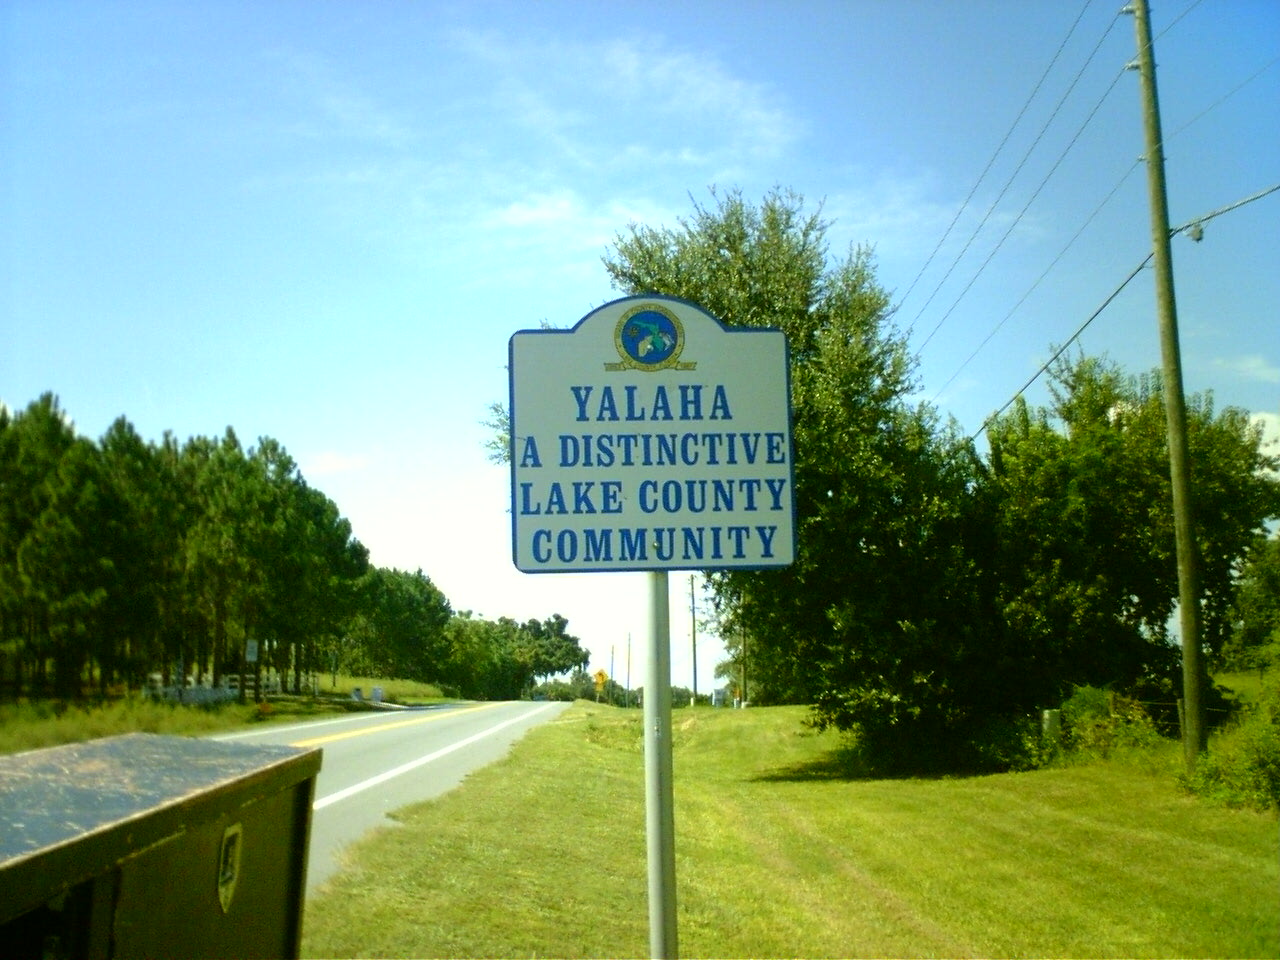 YALAHA
A DISTINCTIVE
LAKE COUNTY
COMMUNITY